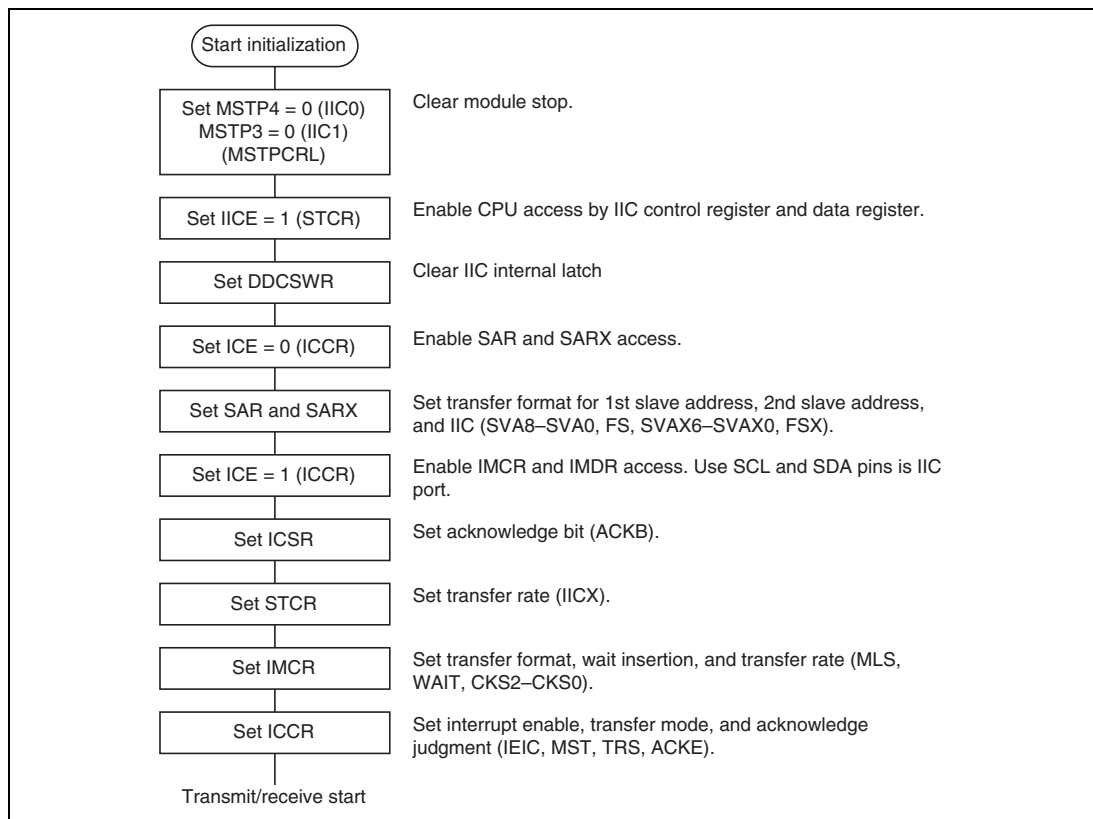 Start initialization
Set MSTP4 = 0 (IIC0)
MSTP3 = 0 (IIC1)
(MSTPCRL)
Clear module stop.
Set IICE = 1 (STCR)
Enable CPU access by IIC control register and data register.
Set DDCSWR
Clear IIC internal latch
Set ICE = 0 (ICCR)
Enable SAR and SARX access.
Set SAR and SARX
Set transfer format for 1st slave address, 2nd slave address,
and IIC (SVA8–SVA0, FS, SVAX6–SVAX0, FSX).
Set ICE = 1 (ICCR)
Enable IMCR and IMDR access. Use SCL and SDA pins is IIC
port.
Set ICSR
Set acknowledge bit (ACKB).
Set STCR
Set transfer rate (IICX).
Set IMCR
Set transfer format, wait insertion, and transfer rate (MLS,
WAIT, CKS2–CKS0).
Set ICCR
Set interrupt enable, transfer mode, and acknowledge
judgment (IEIC, MST, TRS, ACKE).
Transmit/receive start